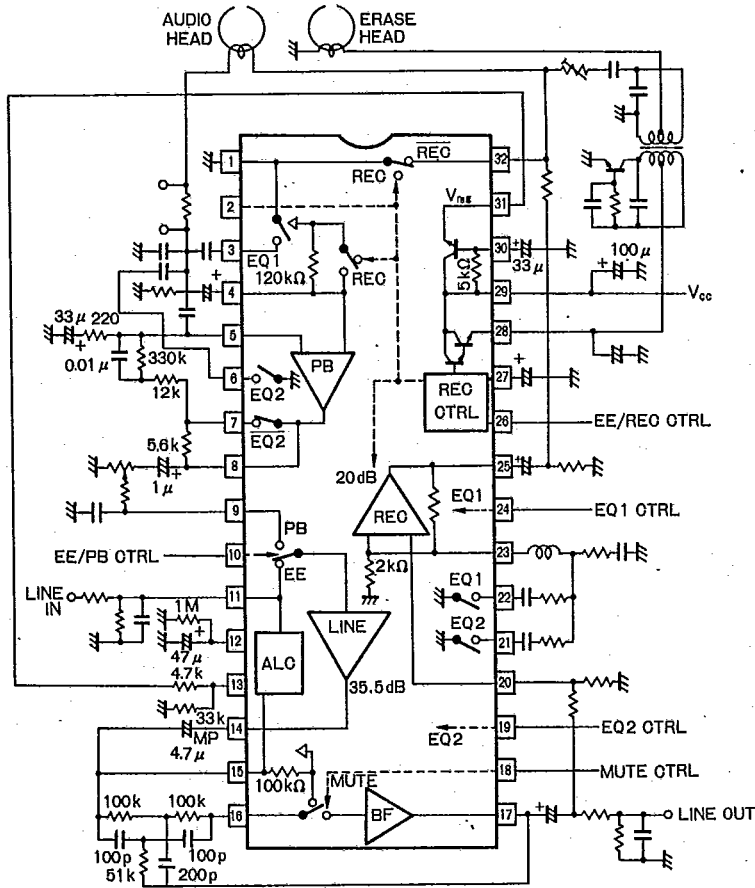 AUDIO HEAD
ERASE HEAD
1
REC
REC
32
2
Vreg
31
3
EQ1
120kΩ
REC
5kΩ
30
33μ
100μ
4
29
Vcc
33μ
220
5
28
0.01μ
330k
PB
6
EQ2
REC CTRL
27
12k
7
EQ2
26
EE/REC CTRL
5.6k
8
20dB
25
1μ
9
PB
REC
EQ1
24
EQ1 CTRL
EE/PB CTRL
10
EE
2kΩ
23
LINE IN
11
EQ1
22
1M
12
LINE
EQ2
21
47μ
ALC
4.7k
13
35.5dB
20
33k
14
EQ2
19
EQ2 CTRL
MP
4.7μ
15
100kΩ
MUTE
18
MUTE CTRL
100k
100k
16
BF
17
LINE OUT
100p
100p
51k
200p